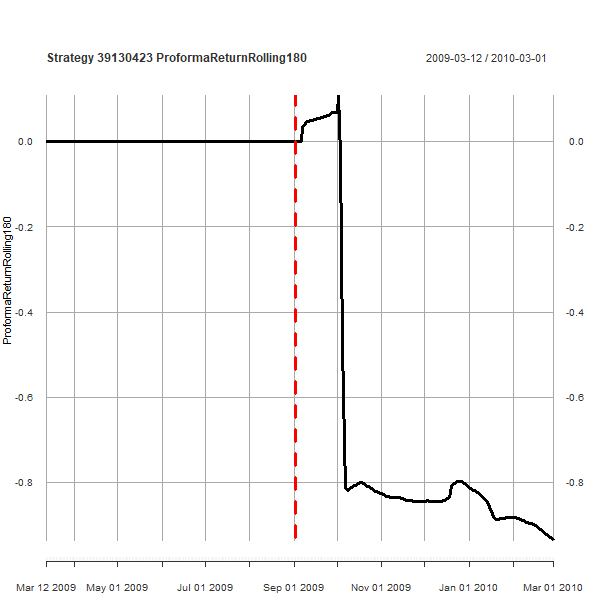 Strategy 39130423 ProformaReturnRolling180
2009-03-12 / 2010-03-01
0.0 0.0
-0.2 -0.2
-0.4 -0.4
-0.6 -0.6
-0.8 -0.8
ProformaReturnRolling180
Mar 12 2009 May 01 2009 Jul 01 2009 Sep 01 2009 Nov 01 2009 Jan 01 2010 Mar 01 2010